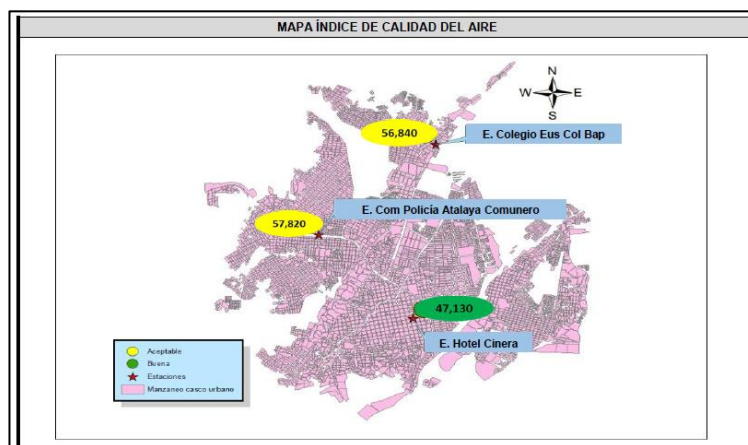 MAPA ÍNDICE DE CALIDAD DEL AIRE
N
W E
S
56,840
E. Colegio Eus Col Bap
E. Com Policía Atalaya Comunero
57,820
47,130
E. Hotel Cinera
Aceptable
Buena
Estaciones
Manzaneo casco urbano